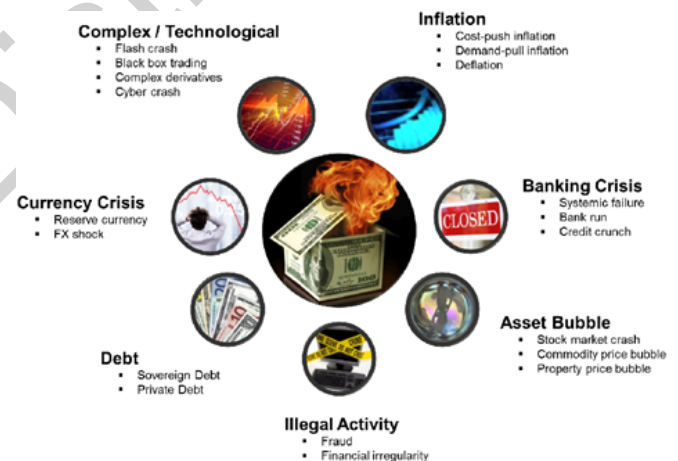 Complex / Technological
▪ Flash crash
▪ Black box trading
▪ Complex derivatives
▪ Cyber crash
Inflation
▪ Cost-push inflation
▪ Demand-pull inflation
▪ Deflation
Currency Crisis
▪ Reserve currency
▪ FX shock
Banking Crisis
▪ Systemic failure
▪ Bank run
▪ Credit crunch
CLOSED
Debt
▪ Sovereign Debt
▪ Private Debt
Asset Bubble
▪ Stock market crash
▪ Commodity price bubble
▪ Property price bubble
Illegal Activity
▪ Fraud
▪ Financial irregularity
100
10